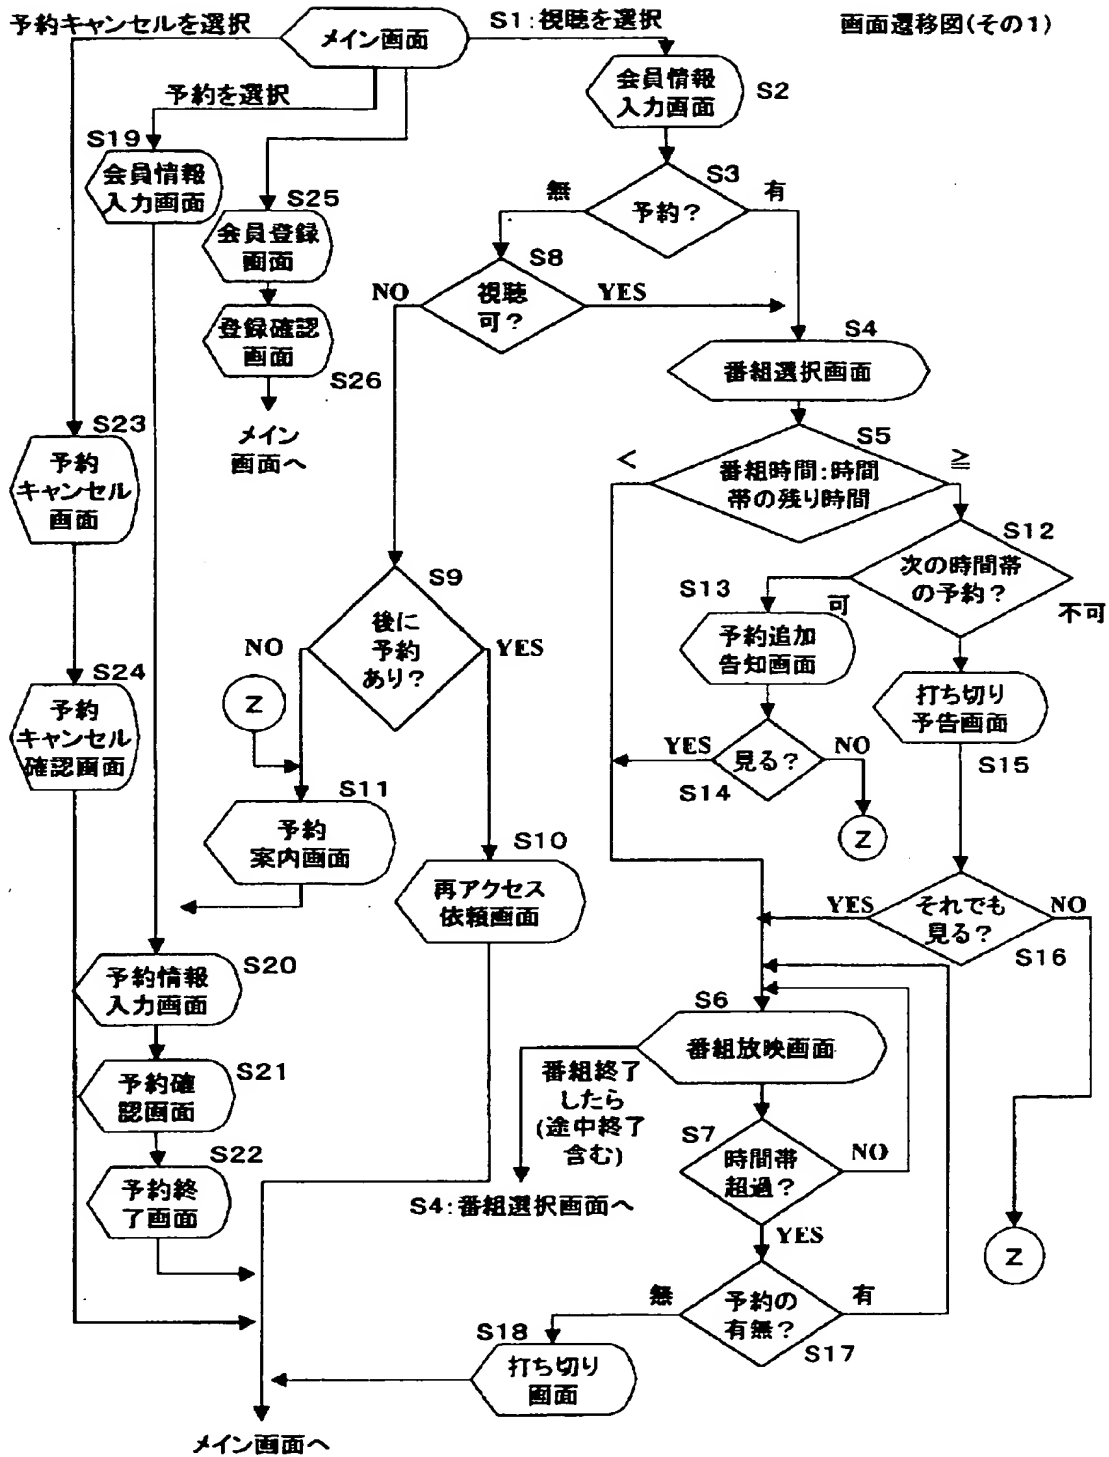 予約キャンセルを選択
メイン画面
S1:視聴を選択
画面遷移図(その1)
会員情報
入力画面
S2
予約を選択
S19
会員情報
入力画面
S3
無
予約?
有
S25
会員登録
画面
S8
NO
視聴
可?
YES
登録確認
画面
S26
メイン
画面へ
S4
番組選択画面
S23
予約
キャンセル
画面
S5
<
番組時間:時間
帯の残り時間
≧
S12
次の時間帯
の予約?
可
不可
S9
後に
予約
あり?
NO
YES
S13
予約追加
告知画面
S24
予約
キャンセル
確認画面
Z
打ち切り
予告画面
S15
YES
見る?
NO
S14
Z
S11
予約
案内画面
S10
再アクセス
依頼画面
YES
それでも
見る?
NO
S16
S20
予約情報
入力画面
S6
番組放映画面
番組終了
したら
(途中終了
含む)
S4:番組選択画面へ
S21
予約確
認画面
S7
時間帯
超過?
NO
YES
S22
予約終
了画面
Z
無
予約の
有無?
有
S17
S18
打ち切り
画面
メイン画面へ